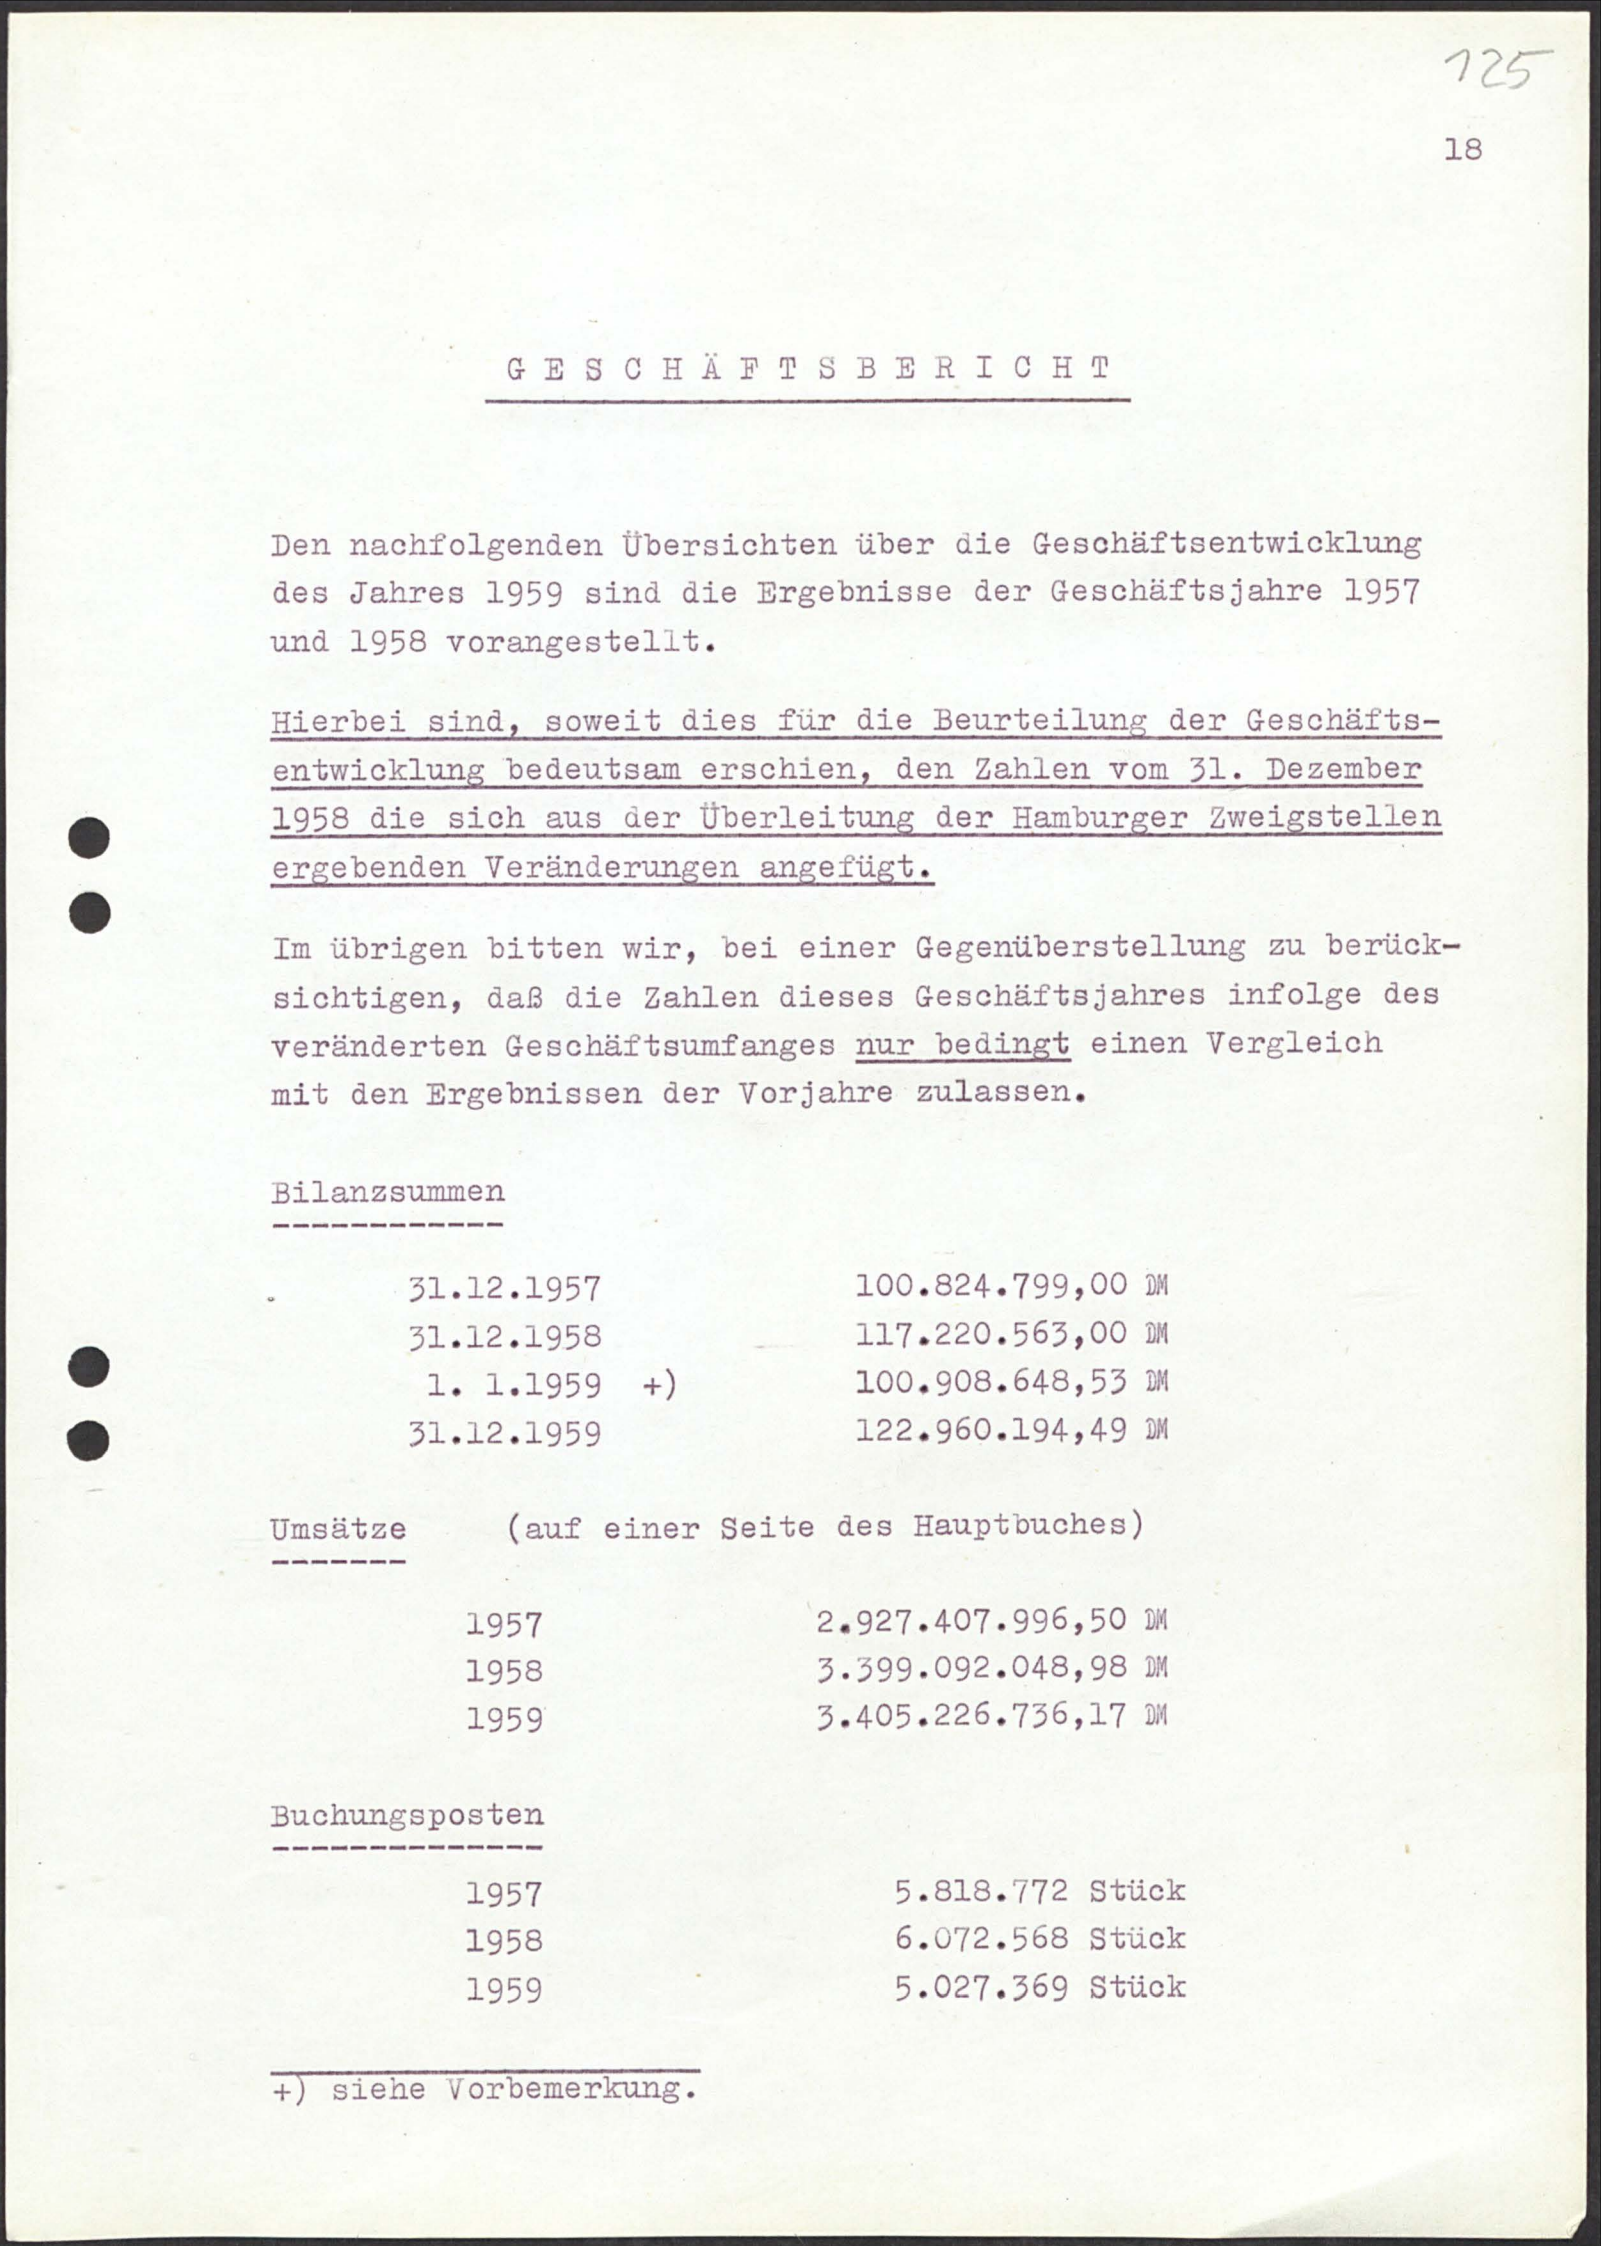 125
18
GESCHÄFTSBERICHT
Den nachfolgenden Übersichten über die Geschäftsentwicklung
des Jahres 1959 sind die Ergebnisse der Geschäftsjahre 1957
und 1958 vorangestellt.
Hierbei sind, soweit dies für die Beurteilung der Geschäfts-
entwicklung bedeutsam erschien, den Zahlen vom 31. Dezember
1958 die sich aus der Überleitung der Hamburger Zweigstellen
ergebenden Veränderungen angefügt.
Im übrigen bitten wir, bei einer Gegenüberstellung zu berück-
sichtigen, daß die Zahlen dieses Geschäftsjahres infolge des
veränderten Geschäftsumfanges nur bedingt einen Vergleich
mit den Ergebnissen der Vorjahre zulassen.
Bilanzsummen
31.12.1957 100.824.799,00 DM
31.12.1958 117.220.563,00 DM
1. 1.1959 +) 100.908.648,53 DM
31.12.1959 122.960.194,49 DM
Umsätze (auf einer Seite des Hauptbuches)
1957 2.927.407.996,50 DM
1958 3.399.092.048,98 DM
1959 3.405.226.736,17 DM
Buchungsposten
1957 5.818.772 Stück
1958 6.072.568 Stück
1959 5.027.369 Stück
+) siehe Vorbemerkung.